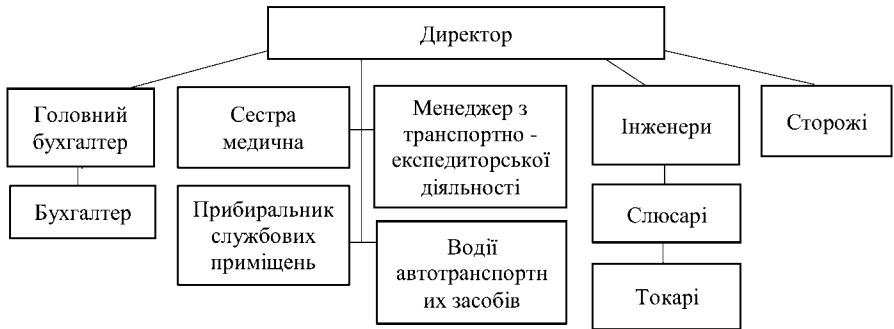 Директор
Головний
бухгалтер
Сестра
медична
Менеджер з
транспортно -
експедиторської
діяльності
Інженери
Сторожі
Бухгалтер
Прибиральник
службових
приміщень
Водії
автотранспортн
их засобів
Слюсарі
Токарі